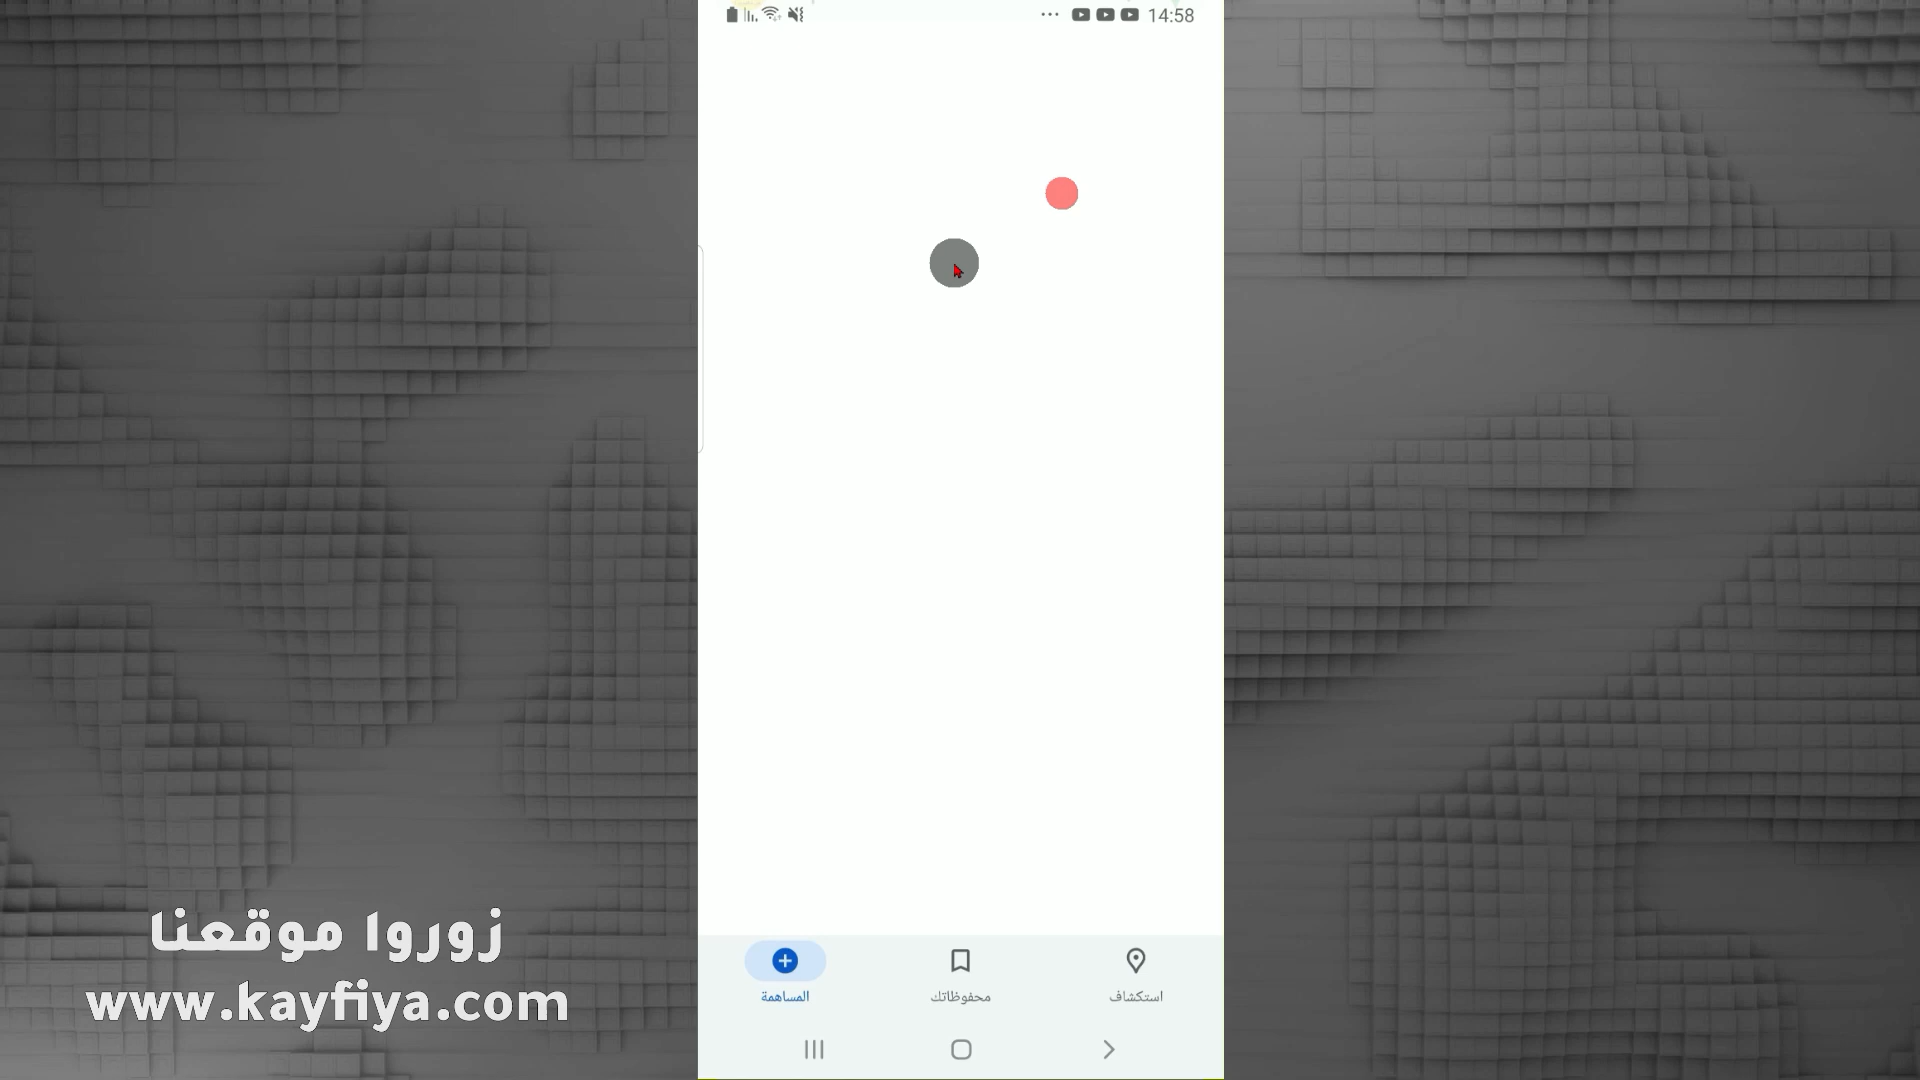 14:58
استكشاف
محفوظاتك
المساهمة
زوروا موقعنا
www.kayfiya.com